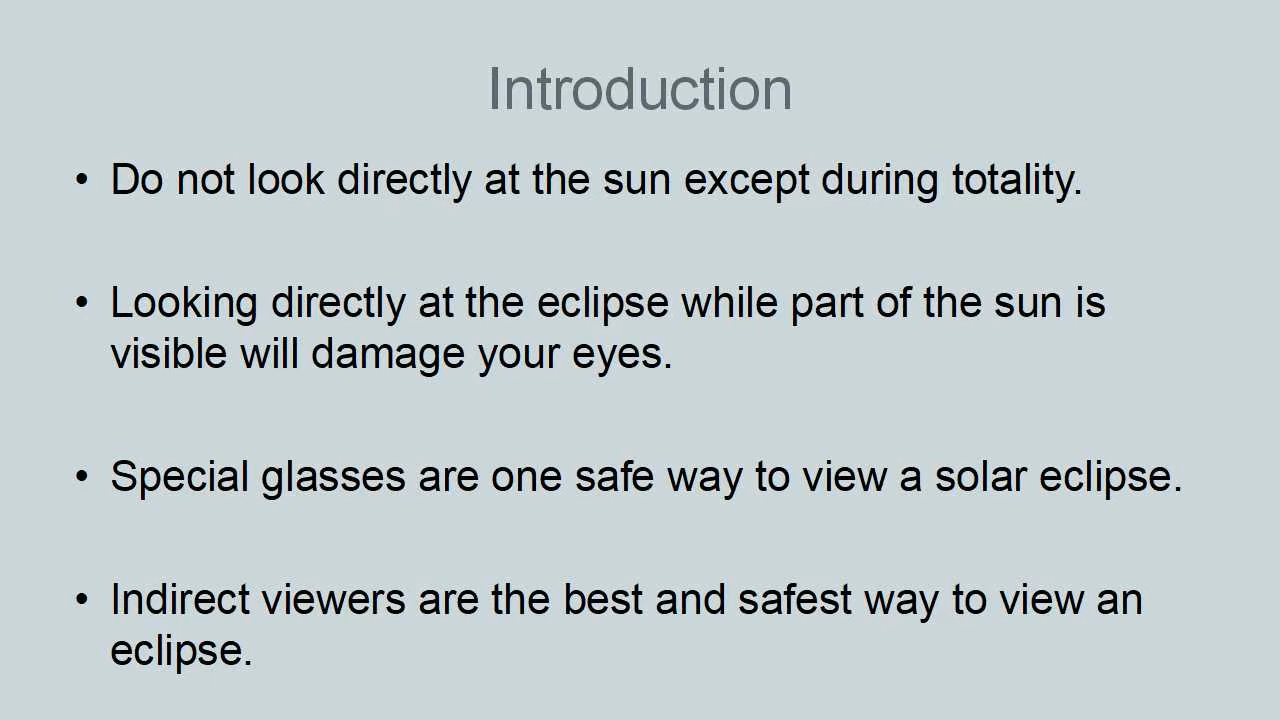 Introduction
• Do not look directly at the sun except during totality.
• Looking directly at the eclipse while part of the sun is
visible will damage your eyes.
• Special glasses are one safe way to view a solar eclipse.
• Indirect viewers are the best and safest way to view an
eclipse.